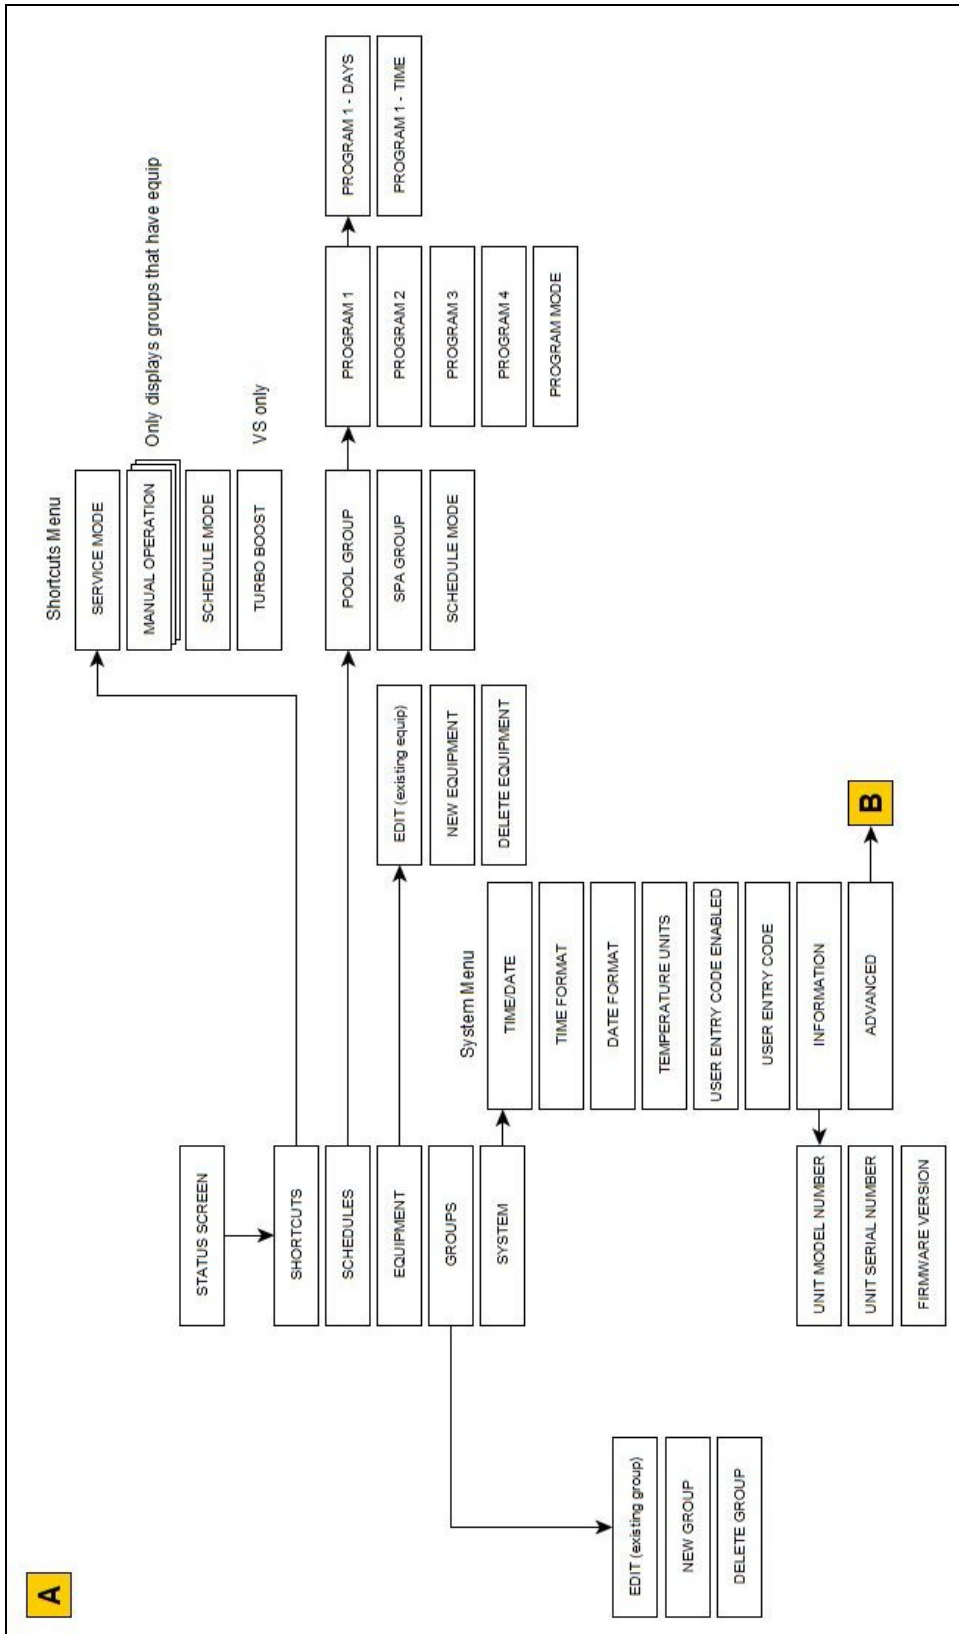 A
STATUS SCREEN
SHORTCUTS
SCHEDULES
EQUIPMENT
GROUPS
SYSTEM
Shortcuts Menu
SERVICE MODE
MANUAL OPERATION
Only displays groups that have equip
SCHEDULE MODE
TURBO BOOST
VS only
POOL GROUP
SPA GROUP
SCHEDULE MODE
PROGRAM 1
PROGRAM 2
PROGRAM 3
PROGRAM 4
PROGRAM MODE
PROGRAM 1 - DAYS
PROGRAM 1 - TIME
EDIT (existing equip)
NEW EQUIPMENT
DELETE EQUIPMENT
EDIT (existing group)
NEW GROUP
DELETE GROUP
System Menu
TIME/DATE
TIME FORMAT
DATE FORMAT
TEMPERATURE UNITS
USER ENTRY CODE ENABLED
USER ENTRY CODE
INFORMATION
ADVANCED
B
UNIT MODEL NUMBER
UNIT SERIAL NUMBER
FIRMWARE VERSION